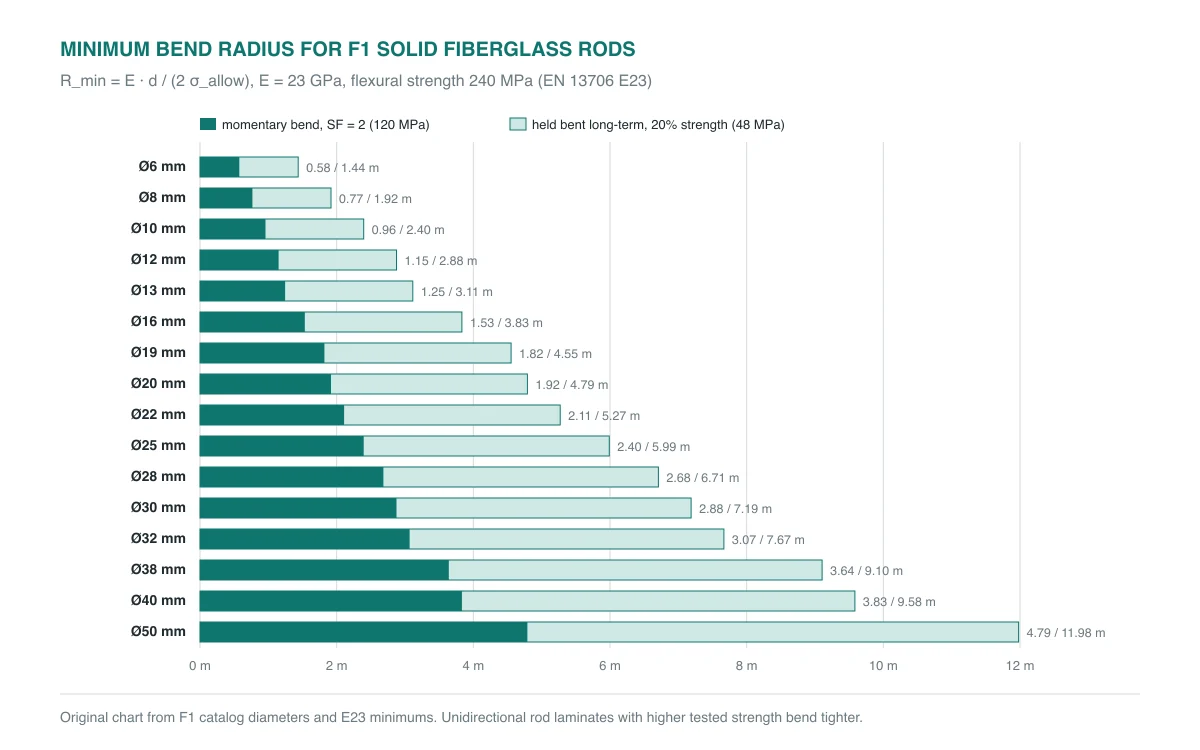 MINIMUM BEND RADIUS FOR F1 SOLID FIBERGLASS RODS
R_min = E · d / (2 σ_allow), E = 23 GPa, flexural strength 240 MPa (EN 13706 E23)
momentary bend, SF = 2 (120 MPa) held bent long-term, 20% strength (48 MPa)
Ø6 mm 0.58 / 1.44 m
Ø8 mm 0.77 / 1.92 m
Ø10 mm 0.96 / 2.40 m
Ø12 mm 1.15 / 2.88 m
Ø13 mm 1.25 / 3.11 m
Ø16 mm 1.53 / 3.83 m
Ø19 mm 1.82 / 4.55 m
Ø20 mm 1.92 / 4.79 m
Ø22 mm 2.11 / 5.27 m
Ø25 mm 2.40 / 5.99 m
Ø28 mm 2.68 / 6.71 m
Ø30 mm 2.88 / 7.19 m
Ø32 mm 3.07 / 7.67 m
Ø38 mm 3.64 / 9.10 m
Ø40 mm 3.83 / 9.58 m
Ø50 mm 4.79 / 11.98 m
0 m 2 m 4 m 6 m 8 m 10 m 12 m
Original chart from F1 catalog diameters and E23 minimums. Unidirectional rod laminates with higher tested strength bend tighter.